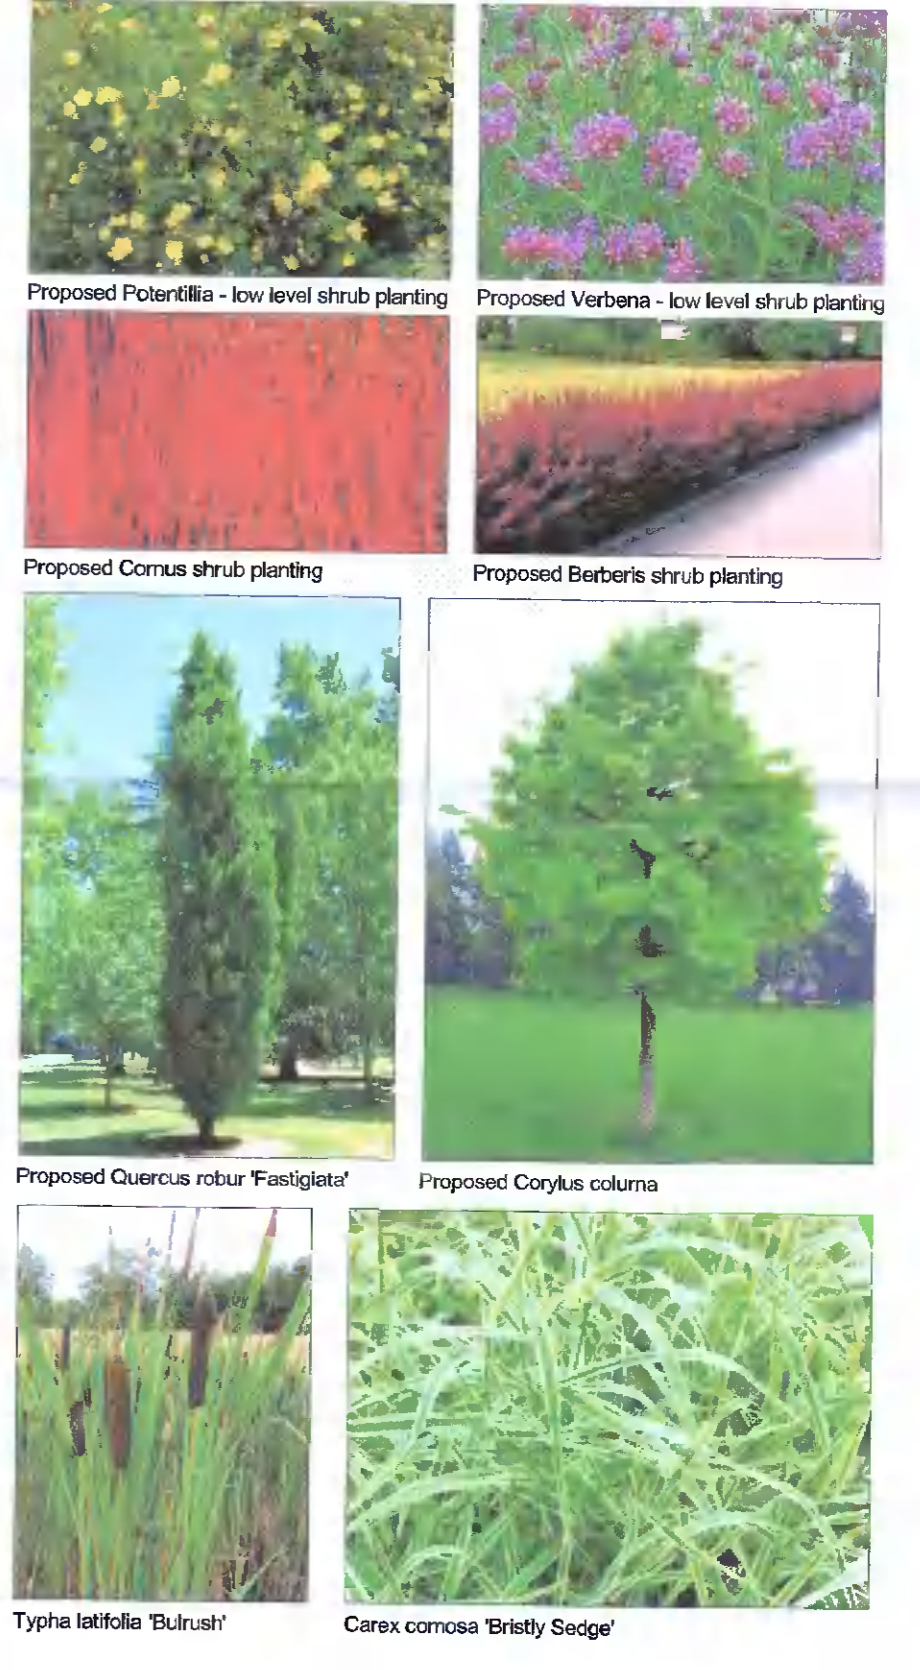 Proposed Potentillia - low level shrub planting
Proposed Verbena - low level shrub planting
Proposed Cornus shrub planting
Proposed Berberis shrub planting
Proposed Quercus robur 'Fastigiata'
Proposed Corylus colurna
Typha latifolia 'Bulrush'
Carex comosa 'Bristly Sedge'